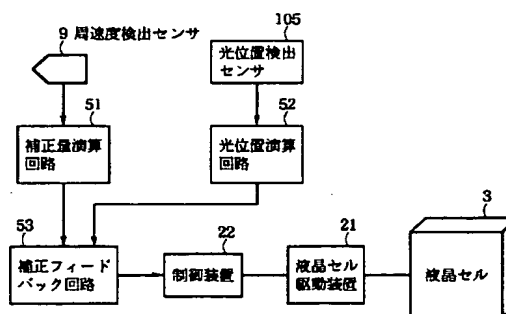 9 周速度検出センサ
105
光位置検出
センサ
51
補正量演算
回路
52
光位置演算
回路
53
補正フィード
バック回路
22
制御装置
21
液晶セル
駆動装置
3
液晶セル